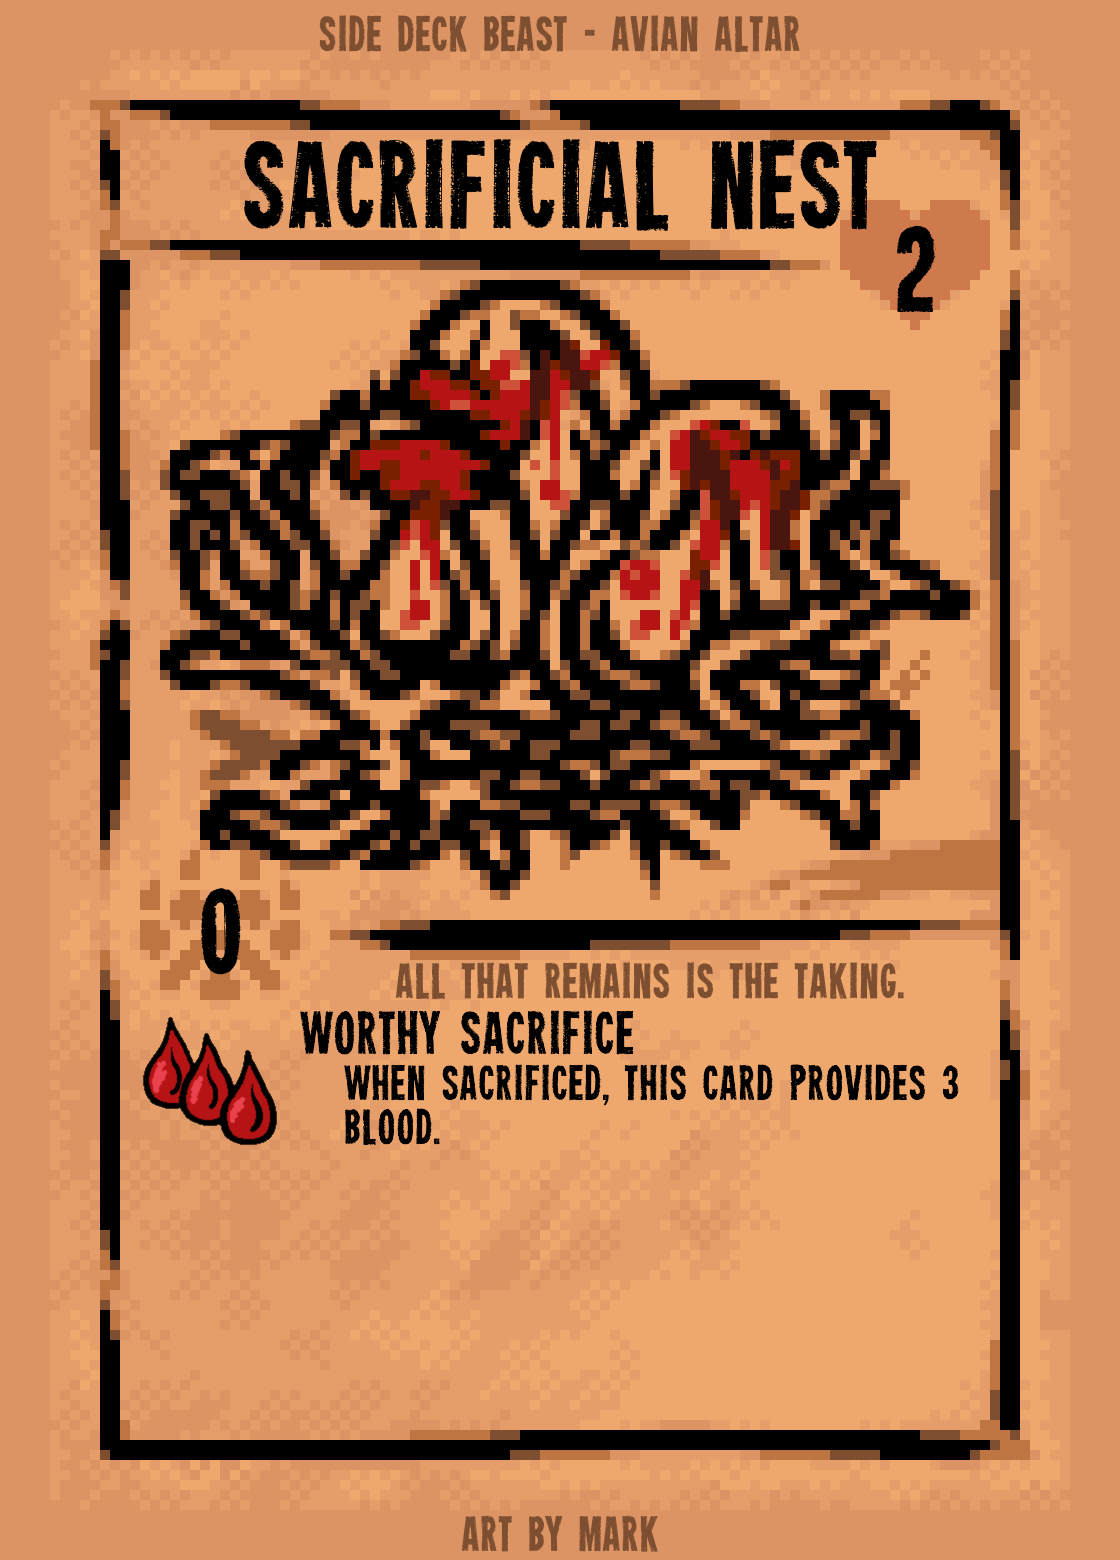 SIDE DECK BEAST - AVIAN ALTAR
SACRIFICIAL NEST
2
0
ALL THAT REMAINS IS THE TAKING.
WORTHY SACRIFICE
WHEN SACRIFICED, THIS CARD PROVIDES 3
BLOOD.
ART BY MARK